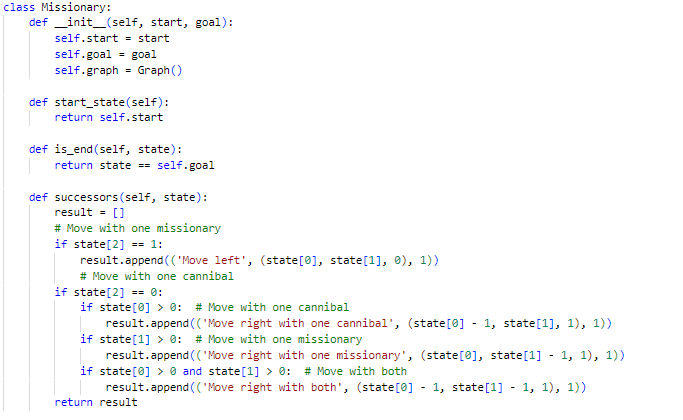 class Missionary:
    def __init__(self, start, goal):
        self.start = start
        self.goal = goal
        self.graph = Graph()

    def start_state(self):
        return self.start

    def is_end(self, state):
        return state == self.goal

    def successors(self, state):
        result = []
        # Move with one missionary
        if state[2] == 1:
            result.append(('Move left', (state[0], state[1], 0), 1))
            # Move with one cannibal
        if state[2] == 0:
            if state[0] > 0:  # Move with one cannibal
                result.append(('Move right with one cannibal', (state[0] - 1, state[1], 1), 1))
            if state[1] > 0:  # Move with one missionary
                result.append(('Move right with one missionary', (state[0], state[1] - 1, 1), 1))
            if state[0] > 0 and state[1] > 0:  # Move with both
                result.append(('Move right with both', (state[0] - 1, state[1] - 1, 1), 1))
        return result